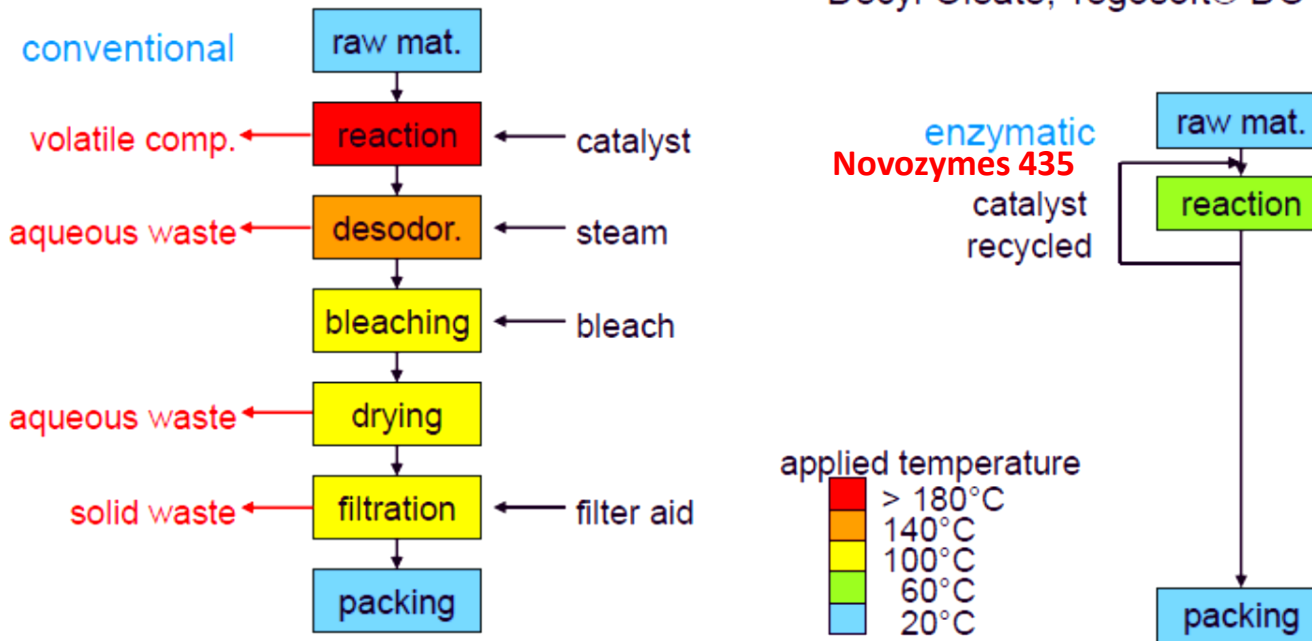 conventional
raw mat.
volatile comp.
reaction
catalyst
aqueous waste
desodor.
steam
bleaching
bleach
aqueous waste
drying
solid waste
filtration
filter aid
packing
enzymatic
Novozymes 435
catalyst
recycled
raw mat.
reaction
packing
applied temperature
> 180°C
140°C
100°C
60°C
20°C